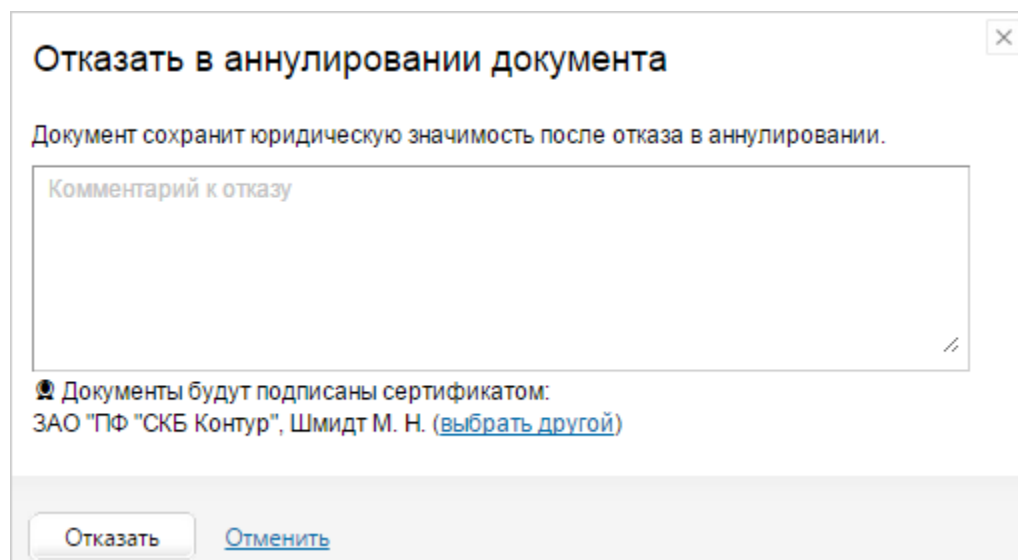 Отказать в аннулировании документа
Документ сохранит юридическую значимость после отказа в аннулировании.
Комментарий к отказу
Документы будут подписаны сертификатом:
ЗАО "ПФ "СКБ Контур", Шмидт М. Н. (выбрать другой)
Отказать Отменить